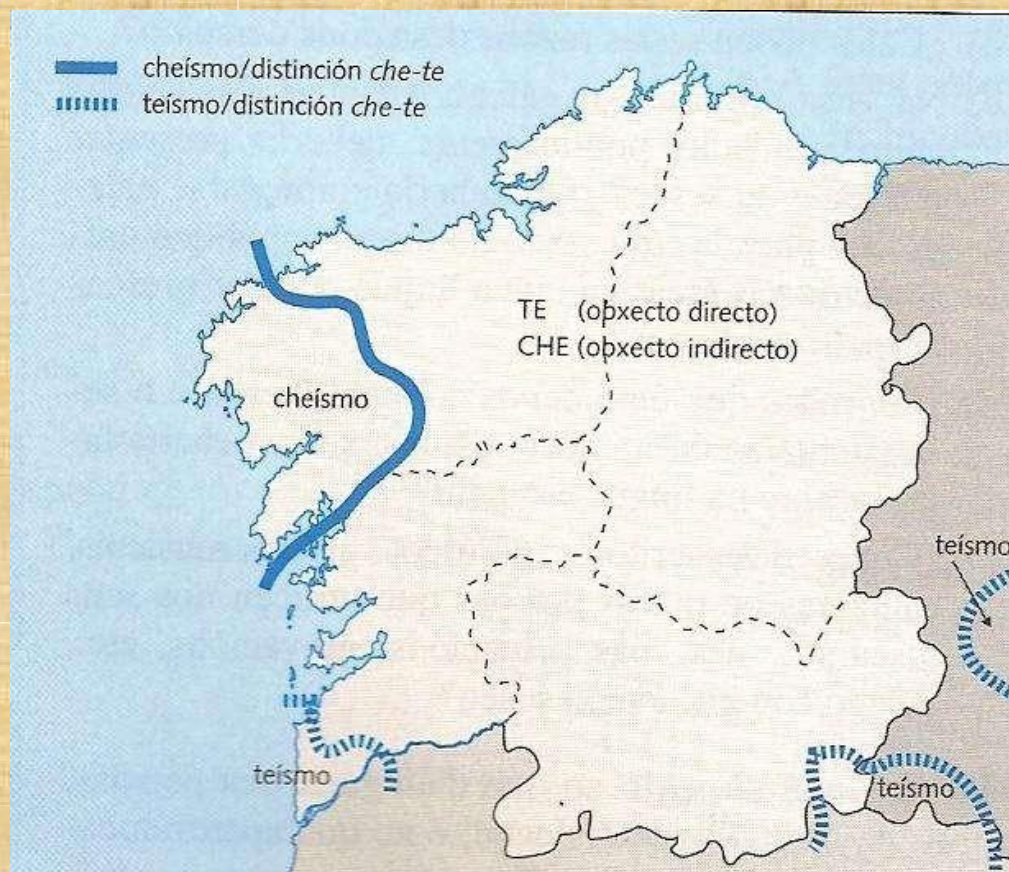 cheísmo/distinción che-te
teísmo/distinción che-te
TE (obxecto directo)
CHE (obxecto indirecto)
cheísmo
teísmo
teísmo
teísmo